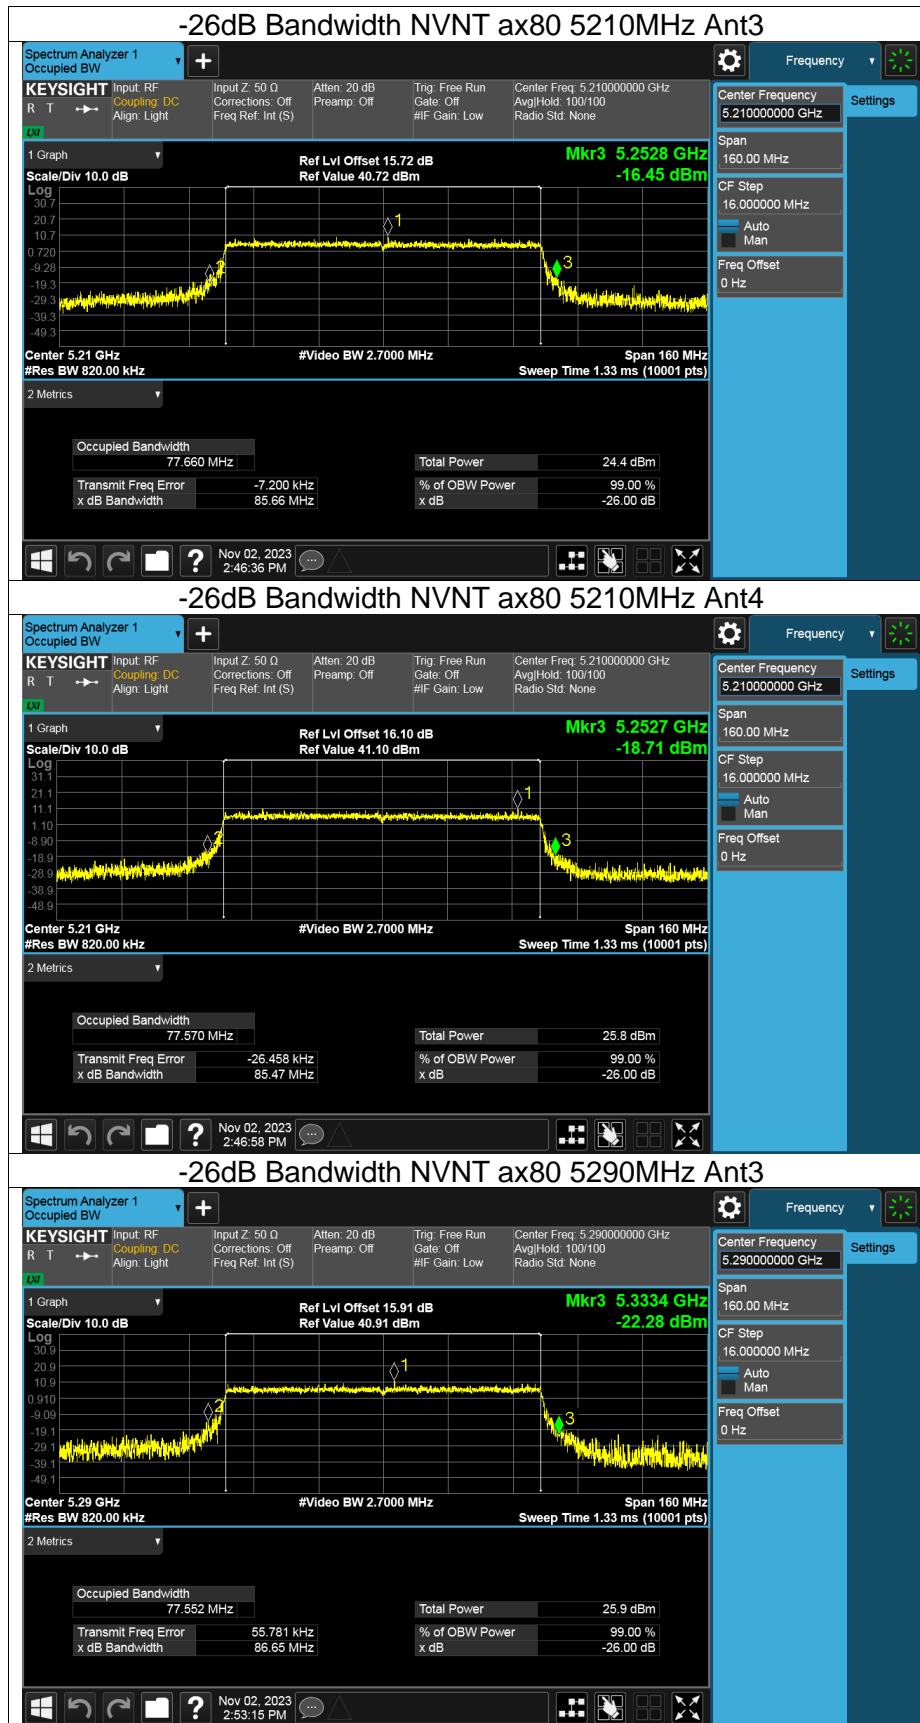 -26dB Bandwidth NVNT ax80 5210MHz Ant3
Spectrum Analyzer 1
Occupied BW
Frequency
KEYSIGHT Input: RF Input Z: 50 Ω Atten: 20 dB Trig: Free Run Center Freq: 5.210000000 GHz
R T Coupling: DC Corrections: Off Preamp: Off Gate: Off Avg|Hold: 100/100
Align: Light Freq Ref: Int (S) #IF Gain: Low Radio Std: None
LXI
Center Frequency
5.210000000 GHz
Settings
Span
160.00 MHz
CF Step
16.000000 MHz
Auto
Man
Freq Offset
0 Hz
1 Graph Ref Lvl Offset 15.72 dB Mkr3 5.2528 GHz
Scale/Div 10.0 dB Ref Value 40.72 dBm -16.45 dBm
Log
30.7
20.7
10.7
0.720
-9.28
-19.3
-29.3
-39.3
-49.3
1
2
3
Center 5.21 GHz #Video BW 2.7000 MHz Span 160 MHz
#Res BW 820.00 kHz Sweep Time 1.33 ms (10001 pts)
2 Metrics
Occupied Bandwidth
77.660 MHz Total Power 24.4 dBm
Transmit Freq Error -7.200 kHz % of OBW Power 99.00 %
x dB Bandwidth 85.66 MHz x dB -26.00 dB
Nov 02, 2023
2:46:36 PM
-26dB Bandwidth NVNT ax80 5210MHz Ant4
Spectrum Analyzer 1
Occupied BW
Frequency
KEYSIGHT Input: RF Input Z: 50 Ω Atten: 20 dB Trig: Free Run Center Freq: 5.210000000 GHz
R T Coupling: DC Corrections: Off Preamp: Off Gate: Off Avg|Hold: 100/100
Align: Light Freq Ref: Int (S) #IF Gain: Low Radio Std: None
LXI
Center Frequency
5.210000000 GHz
Settings
Span
160.00 MHz
CF Step
16.000000 MHz
Auto
Man
Freq Offset
0 Hz
1 Graph Ref Lvl Offset 16.10 dB Mkr3 5.2527 GHz
Scale/Div 10.0 dB Ref Value 41.10 dBm -18.71 dBm
Log
31.1
21.1
11.1
1.10
-8.90
-18.9
-28.9
-38.9
-48.9
1
2
3
Center 5.21 GHz #Video BW 2.7000 MHz Span 160 MHz
#Res BW 820.00 kHz Sweep Time 1.33 ms (10001 pts)
2 Metrics
Occupied Bandwidth
77.570 MHz Total Power 25.8 dBm
Transmit Freq Error -26.458 kHz % of OBW Power 99.00 %
x dB Bandwidth 85.47 MHz x dB -26.00 dB
Nov 02, 2023
2:46:58 PM
-26dB Bandwidth NVNT ax80 5290MHz Ant3
Spectrum Analyzer 1
Occupied BW
Frequency
KEYSIGHT Input: RF Input Z: 50 Ω Atten: 20 dB Trig: Free Run Center Freq: 5.290000000 GHz
R T Coupling: DC Corrections: Off Preamp: Off Gate: Off Avg|Hold: 100/100
Align: Light Freq Ref: Int (S) #IF Gain: Low Radio Std: None
LXI
Center Frequency
5.290000000 GHz
Settings
Span
160.00 MHz
CF Step
16.000000 MHz
Auto
Man
Freq Offset
0 Hz
1 Graph Ref Lvl Offset 15.91 dB Mkr3 5.3334 GHz
Scale/Div 10.0 dB Ref Value 40.91 dBm -22.28 dBm
Log
30.9
20.9
10.9
0.910
-9.09
-19.1
-29.1
-39.1
-49.1
1
2
3
Center 5.29 GHz #Video BW 2.7000 MHz Span 160 MHz
#Res BW 820.00 kHz Sweep Time 1.33 ms (10001 pts)
2 Metrics
Occupied Bandwidth
77.552 MHz Total Power 25.9 dBm
Transmit Freq Error 55.781 kHz % of OBW Power 99.00 %
x dB Bandwidth 86.65 MHz x dB -26.00 dB
Nov 02, 2023
2:53:15 PM